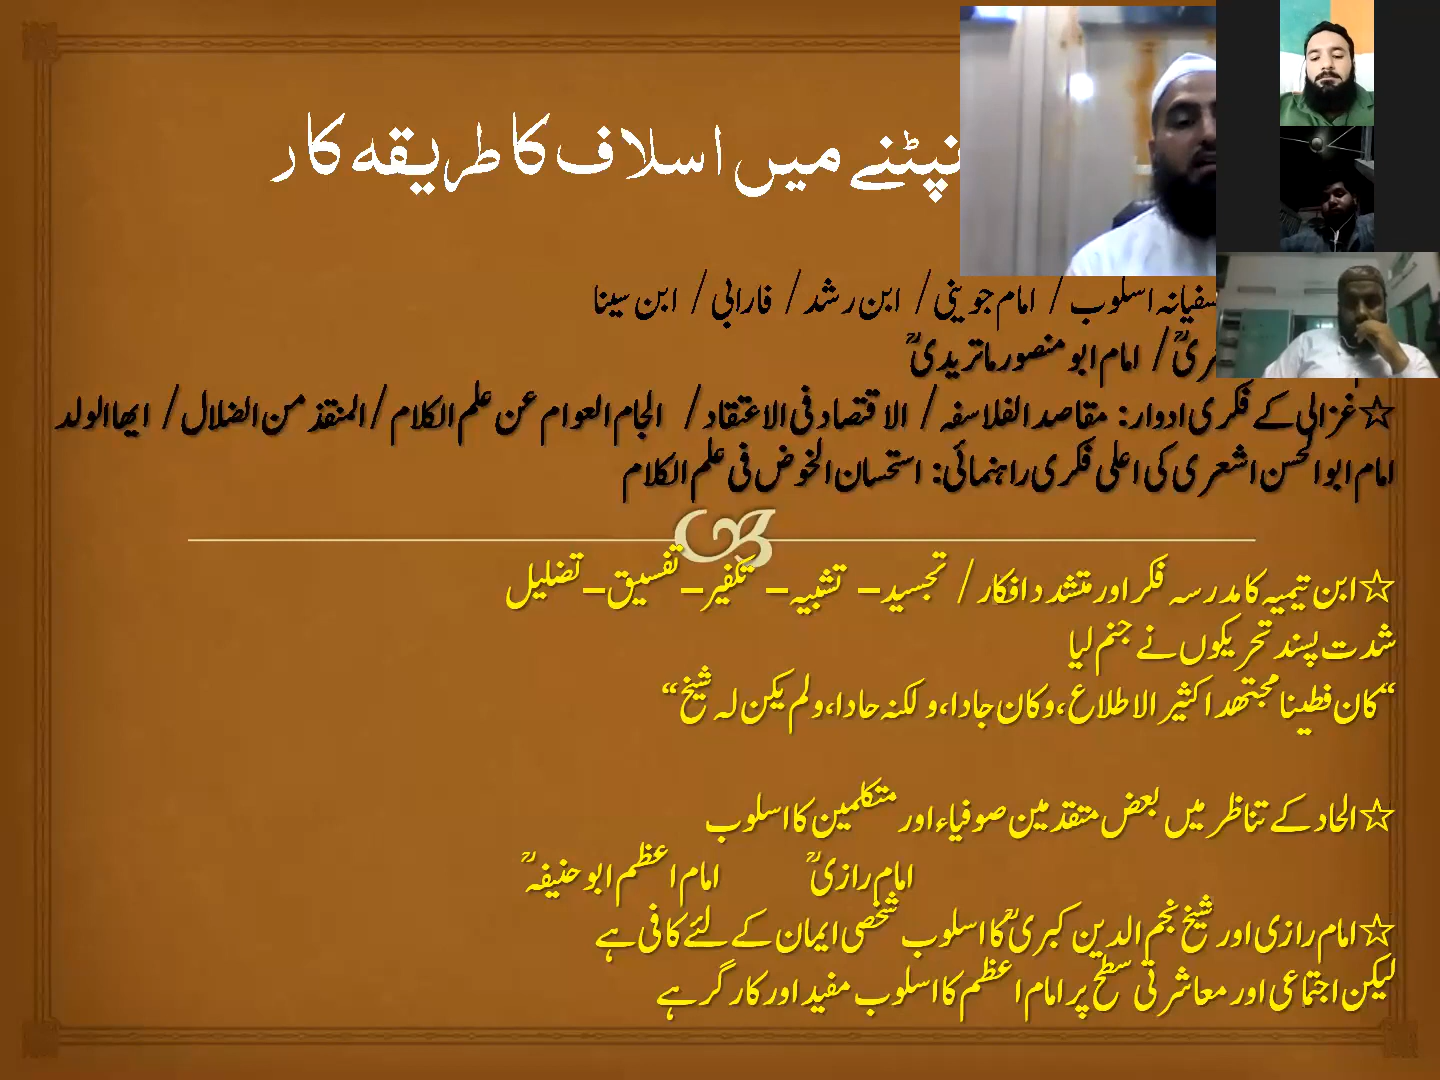 نپٹنے میں اسلاف کا طریقہ کار
اسلوب / امام جوینی / ابن رشد / فارابی / ابن سینا
/ امام ابو منصور ماتریدیؒ
☆غزالی کے فکری ادوار: مقاصد الفلاسفہ / الاقتصاد فی الاعتقاد / الجام العوام عن علم الکلام / المنقذ من الضلال / ایھا الولد
امام ابوالحسن اشعری کی اعلی فکری راہنمائی: استحسان الخوض فی علم الکلام
☆ابن تیمیہ کا مدرسہ فکر اور متشدد افکار / تجسید – تشبیہ – تکفیر – تفسیق – تضلیل
شدت پسند تحریکوں نے جنم لیا
“کان فطینا مجتھدا کثیر الاطلاع، وکان جادا، و لکنہ حادا، ولم یکن لہ شیخ“
☆الحاد کے تناظر میں بعض متقدمین صوفیاء اور متکلمین کا اسلوب
امام رازیؒ امام اعظم ابو حنیفہؒ
☆امام رازی اور شیخ نجم الدین کبریؒ کا اسلوب شخصی ایمان کے لئے کافی ہے
لیکن اجتماعی اور معاشرتی سطح پر امام اعظم کا اسلوب مفید اور کارگر ہے